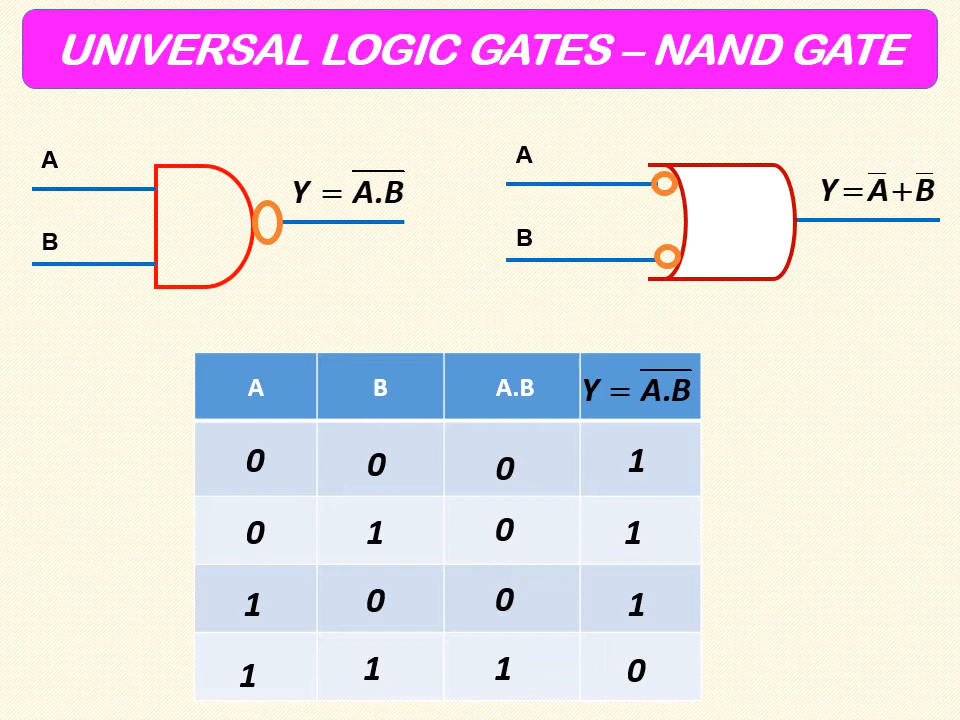 UNIVERSAL LOGIC GATES – NAND GATE
A
B
Y = A̅.̅B̅
A
B
Y = A̅ + B̅
A B A.B Y = A̅.̅B̅
0 0 0 1
0 1 0 1
1 0 0 1
1 1 1 0